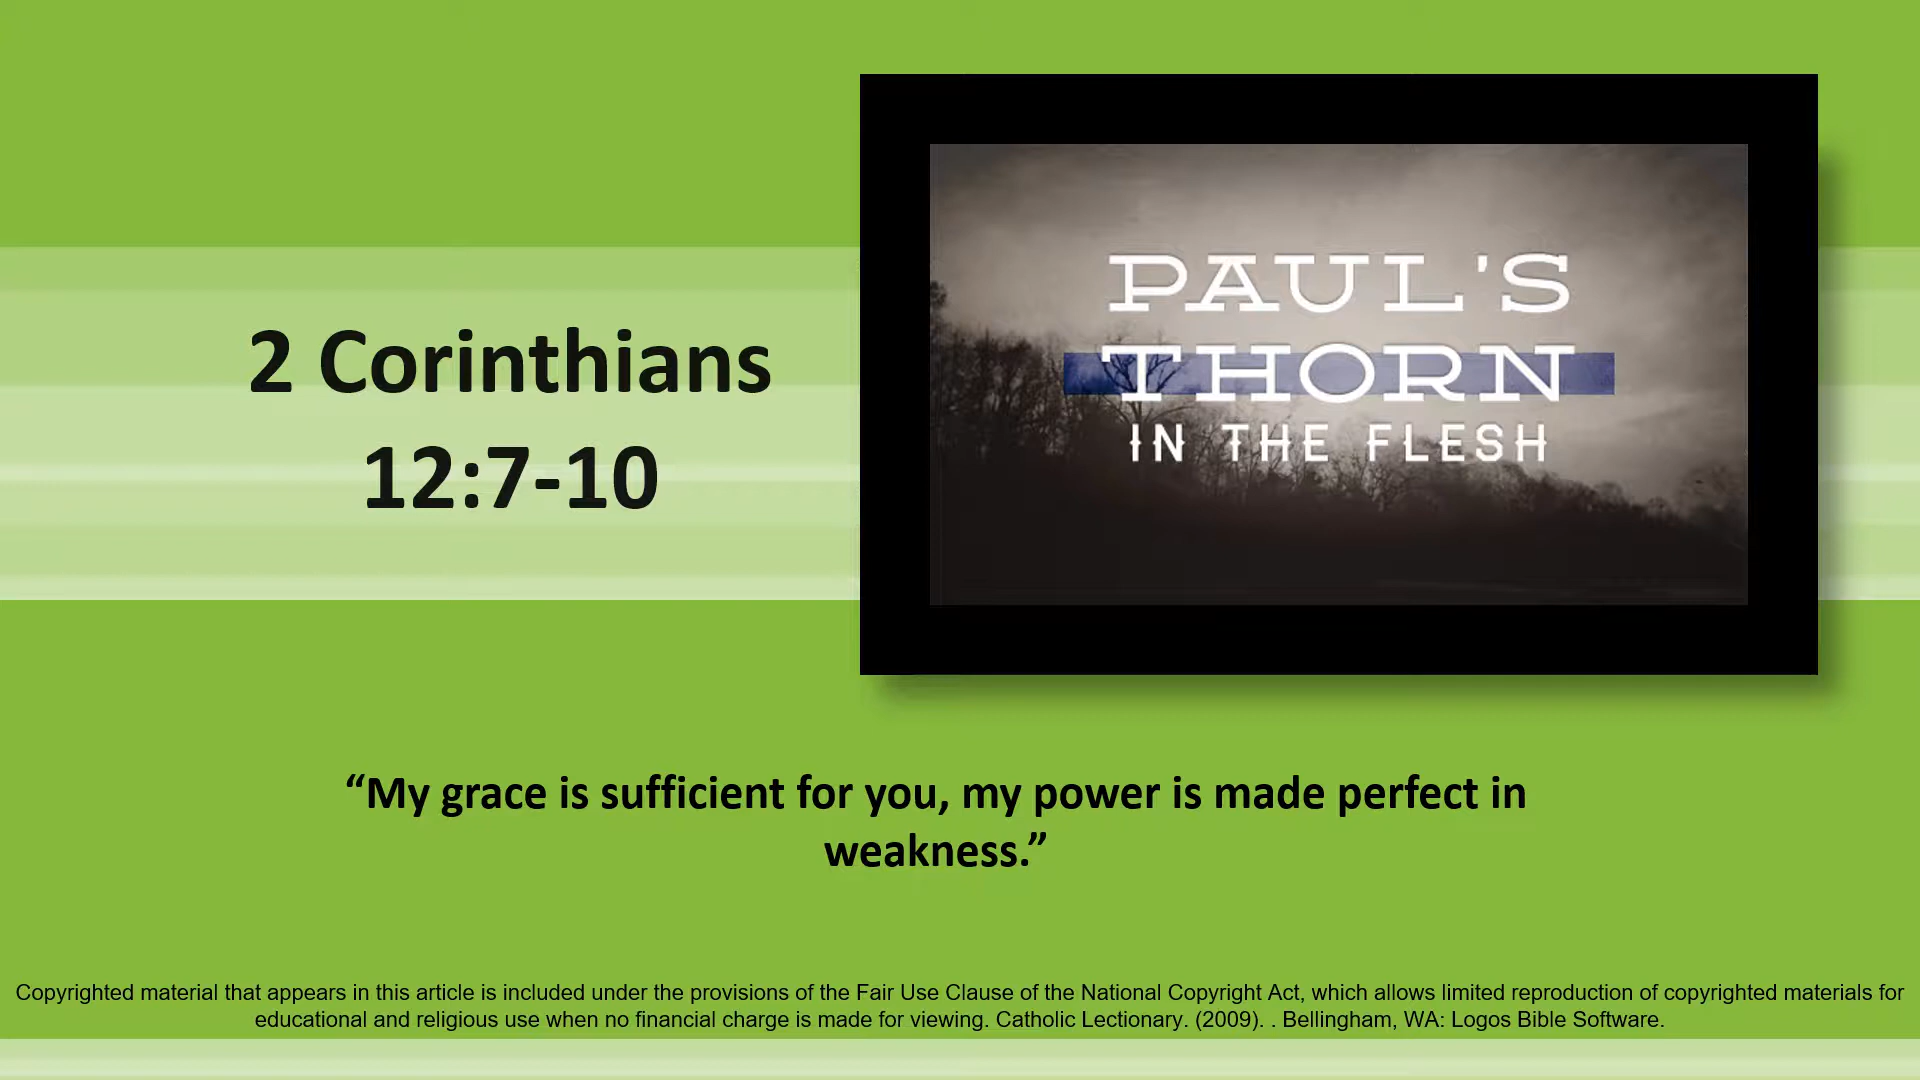 2 Corinthians
12:7-10
PAUL'S
THORN
IN THE FLESH
“My grace is sufficient for you, my power is made perfect in
weakness.”
Copyrighted material that appears in this article is included under the provisions of the Fair Use Clause of the National Copyright Act, which allows limited reproduction of copyrighted materials for
educational and religious use when no financial charge is made for viewing. Catholic Lectionary. (2009). . Bellingham, WA: Logos Bible Software.